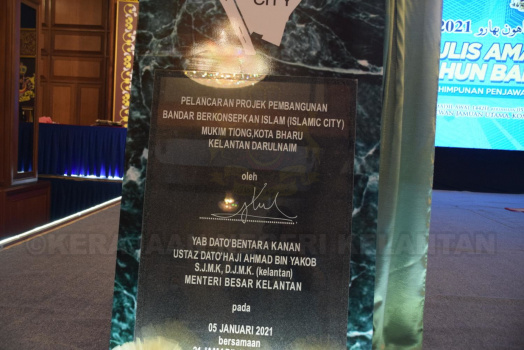 CITY
PELANCARAN PROJEK PEMBANGUNAN
BANDAR BERKONSEPKAN ISLAM (ISLAMIC CITY)
MUKIM TIONG,KOTA BHARU
KELANTAN DARULNAIM
oleh
YAB DATO'BENTARA KANAN
USTAZ DATO'HAJI AHMAD BIN YAKOB
S.J.M.K, D.J.M.K. (kelantan)
MENTERI BESAR KELANTAN
pada
05 JANUARI 2021
bersamaan
2021
ULIS AMA
HUN BA
HIMPUNAN PENJAW
©KERAJAAN NEGERI KELANTAN